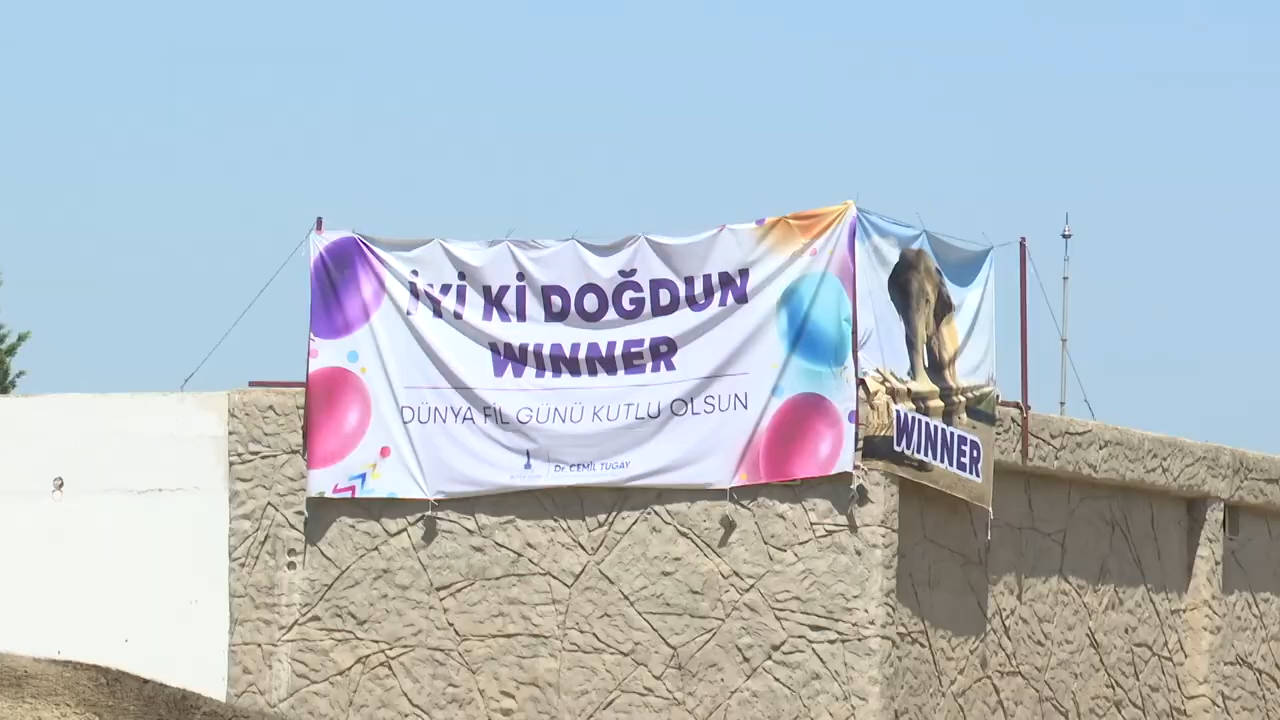 İYİ Kİ DOĞDUN
WINNER
DÜNYA FİL GÜNÜ KUTLU OLSUN
Dr. CEMİL TUGAY
WINNER